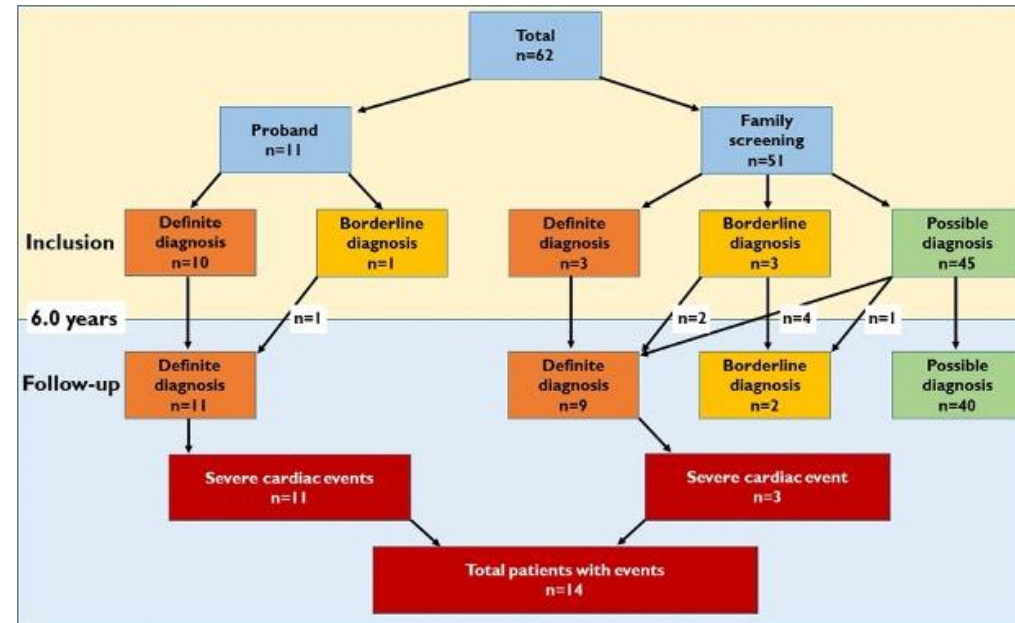 Total
n=62
Proband
n=11
Family
screening
n=51
Inclusion
Definite
diagnosis
n=10
Borderline
diagnosis
n=1
Definite
diagnosis
n=3
Borderline
diagnosis
n=3
Possible
diagnosis
n=45
6.0 years
n=1
n=2
n=4
n=1
Follow-up
Definite
diagnosis
n=11
Definite
diagnosis
n=9
Borderline
diagnosis
n=2
Possible
diagnosis
n=40
Severe cardiac events
n=11
Severe cardiac event
n=3
Total patients with events
n=14